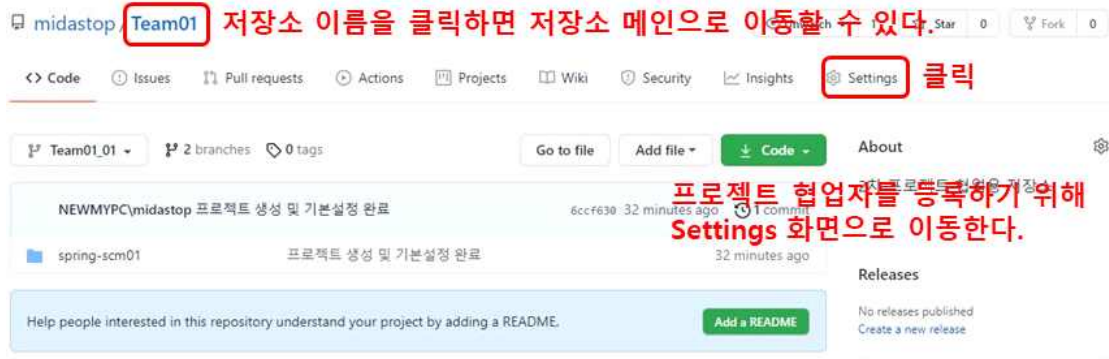 midastop / Team01 저장소 이름을 클릭하면 저장소 메인으로 이동할 수 있다. Star 0 Fork 0
Code Issues Pull requests Actions Projects Wiki Security Insights Settings 클릭
Team01_01 2 branches 0 tags Go to file Add file Code About
NEWMYPC\midastop 프로젝트 생성 및 기본설정 완료 6ccf630 32 minutes ago 1 commit
프로젝트 협업자를 등록하기 위해
Settings 화면으로 이동한다.
spring-scm01 프로젝트 생성 및 기본설정 완료 32 minutes ago
Releases
Help people interested in this repository understand your project by adding a README. Add a README
No releases published
Create a new release